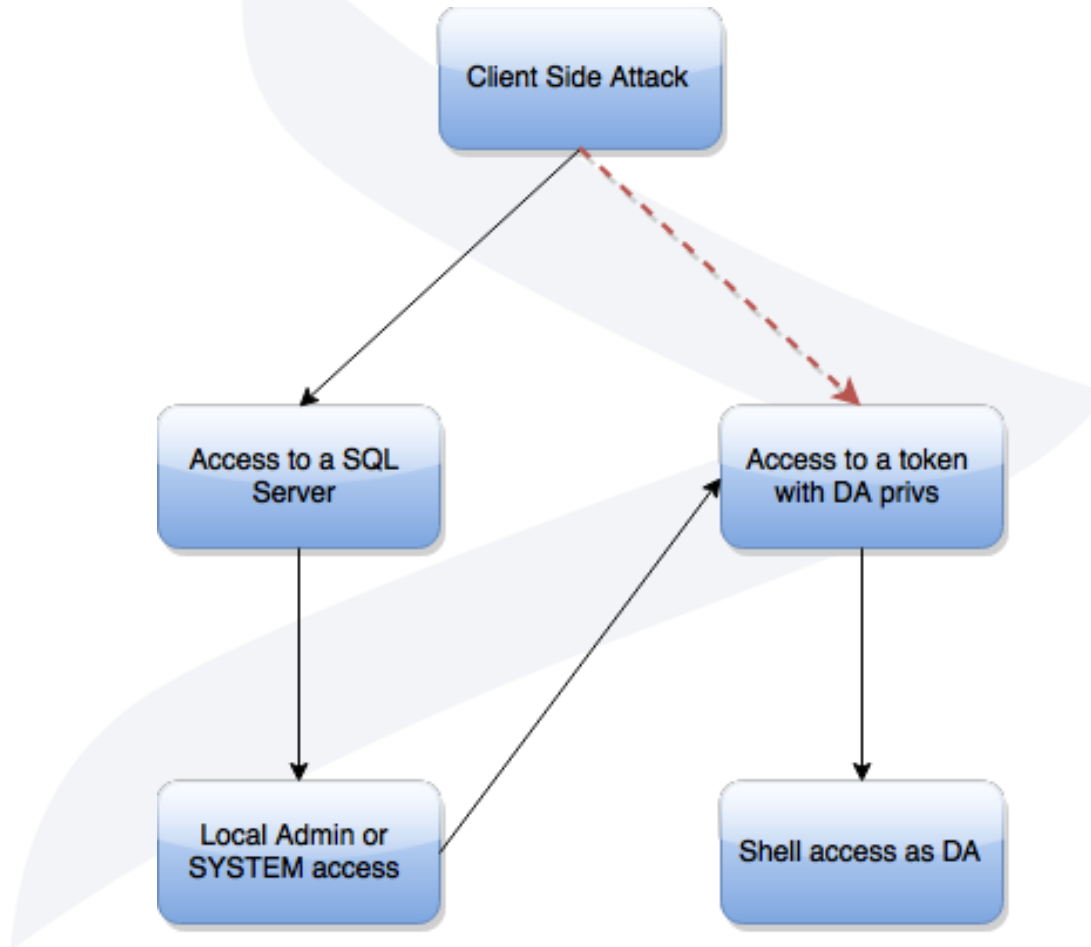 Client Side Attack
Access to a SQL
Server
Access to a token
with DA privs
Local Admin or
SYSTEM access
Shell access as DA